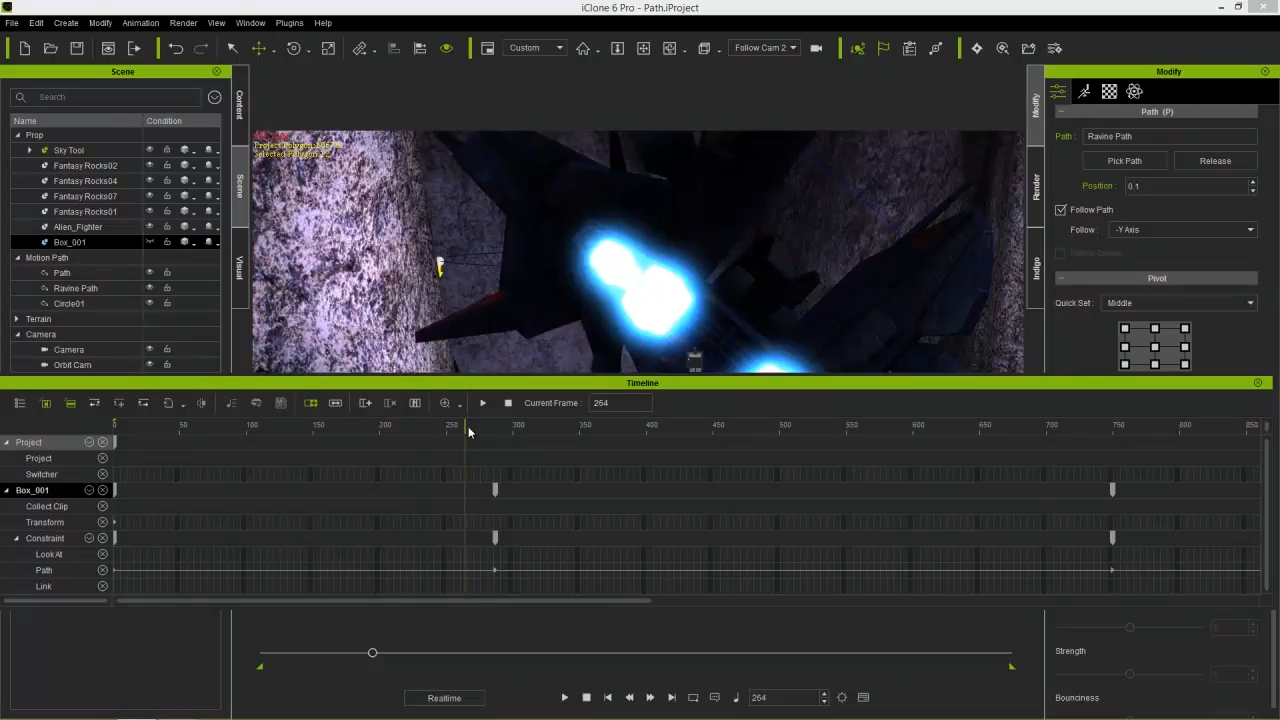 iClone 6 Pro - Path.iProject
File Edit Create Modify Animation Render View Window Plugins Help
Custom
Follow Cam 2
Scene
Search
Name Condition
Prop
Sky Tool
Fantasy Rocks02
Fantasy Rocks04
Fantasy Rocks07
Fantasy Rocks01
Alien_Fighter
Box_001
Motion Path
Path
Ravine Path
Circle01
Terrain
Camera
Camera
Orbit Cam
Content
Scene
Visual
Modify
Render
Indigo
Modify
Path (P)
Path : Ravine Path
Pick Path Release
Position : 0.1
Follow Path
Follow : -Y Axis
Pivot
Quick Set : Middle
Timeline
Current Frame : 264
0 50 100 150 200 250 300 350 400 450 500 550 600 650 700 750 800 850
Project
Project
Switcher
Box_001
Collect Clip
Transform
Constraint
Look At
Path
Link
Realtime
264
Strength
Bounciness